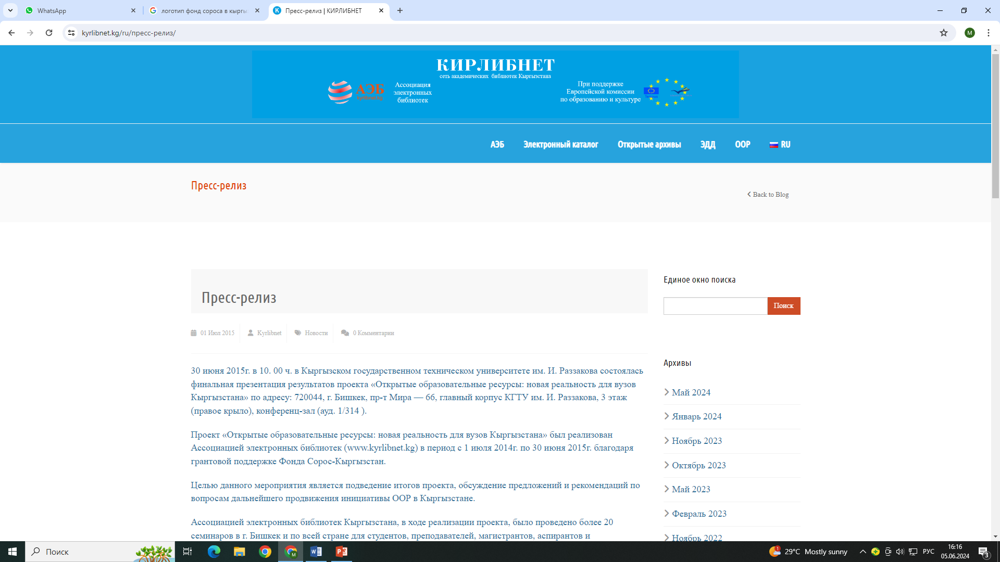 WhatsApp
логотип фонд сороса в кыргы
Пресс-релиз | КИРЛИБНЕТ
kyrlibnet.kg/ru/пресс-релиз/
M
КИРЛИБНЕТ
сеть академических библиотек Кыргызстана
АЭБ
kyrlibnet.kg
Ассоциация
электронных
библиотек
При поддержке
Европейской комиссии
по образованию и культуре
Tempus
АЭБ Электронный каталог Открытые архивы ЭДД ООР RU
Пресс-релиз
Back to Blog
Пресс-релиз
01 Июл 2015 Kyrlibnet Новости 0 Комментарии
30 июня 2015г. в 10. 00 ч. в Кыргызском государственном техническом университете им. И. Раззакова состоялась
финальная презентация результатов проекта «Открытые образовательные ресурсы: новая реальность для вузов
Кыргызстана» по адресу: 720044, г. Бишкек, пр-т Мира — 66, главный корпус КГТУ им. И. Раззакова, 3 этаж
(правое крыло), конференц-зал (ауд. 1/314 ).
Проект «Открытые образовательные ресурсы: новая реальность для вузов Кыргызстана» был реализован
Ассоциацией электронных библиотек (www.kyrlibnet.kg) в период с 1 июля 2014г. по 30 июня 2015г. благодаря
грантовой поддержке Фонда Сорос-Кыргызстан.
Целью данного мероприятия является подведение итогов проекта, обсуждение предложений и рекомендаций по
вопросам дальнейшего продвижения инициативы ООР в Кыргызстане.
Ассоциацией электронных библиотек Кыргызстана, в ходе реализации проекта, было проведено более 20
семинаров в г. Бишкек и по всей стране для студентов, преподавателей, магистрантов, аспирантов и
Единое окно поиска
Поиск
Архивы
Май 2024
Январь 2024
Ноябрь 2023
Октябрь 2023
Май 2023
Февраль 2023
Ноябрь 2022
Поиск
29°C Mostly sunny
РУС
16:16
05.06.2024
3